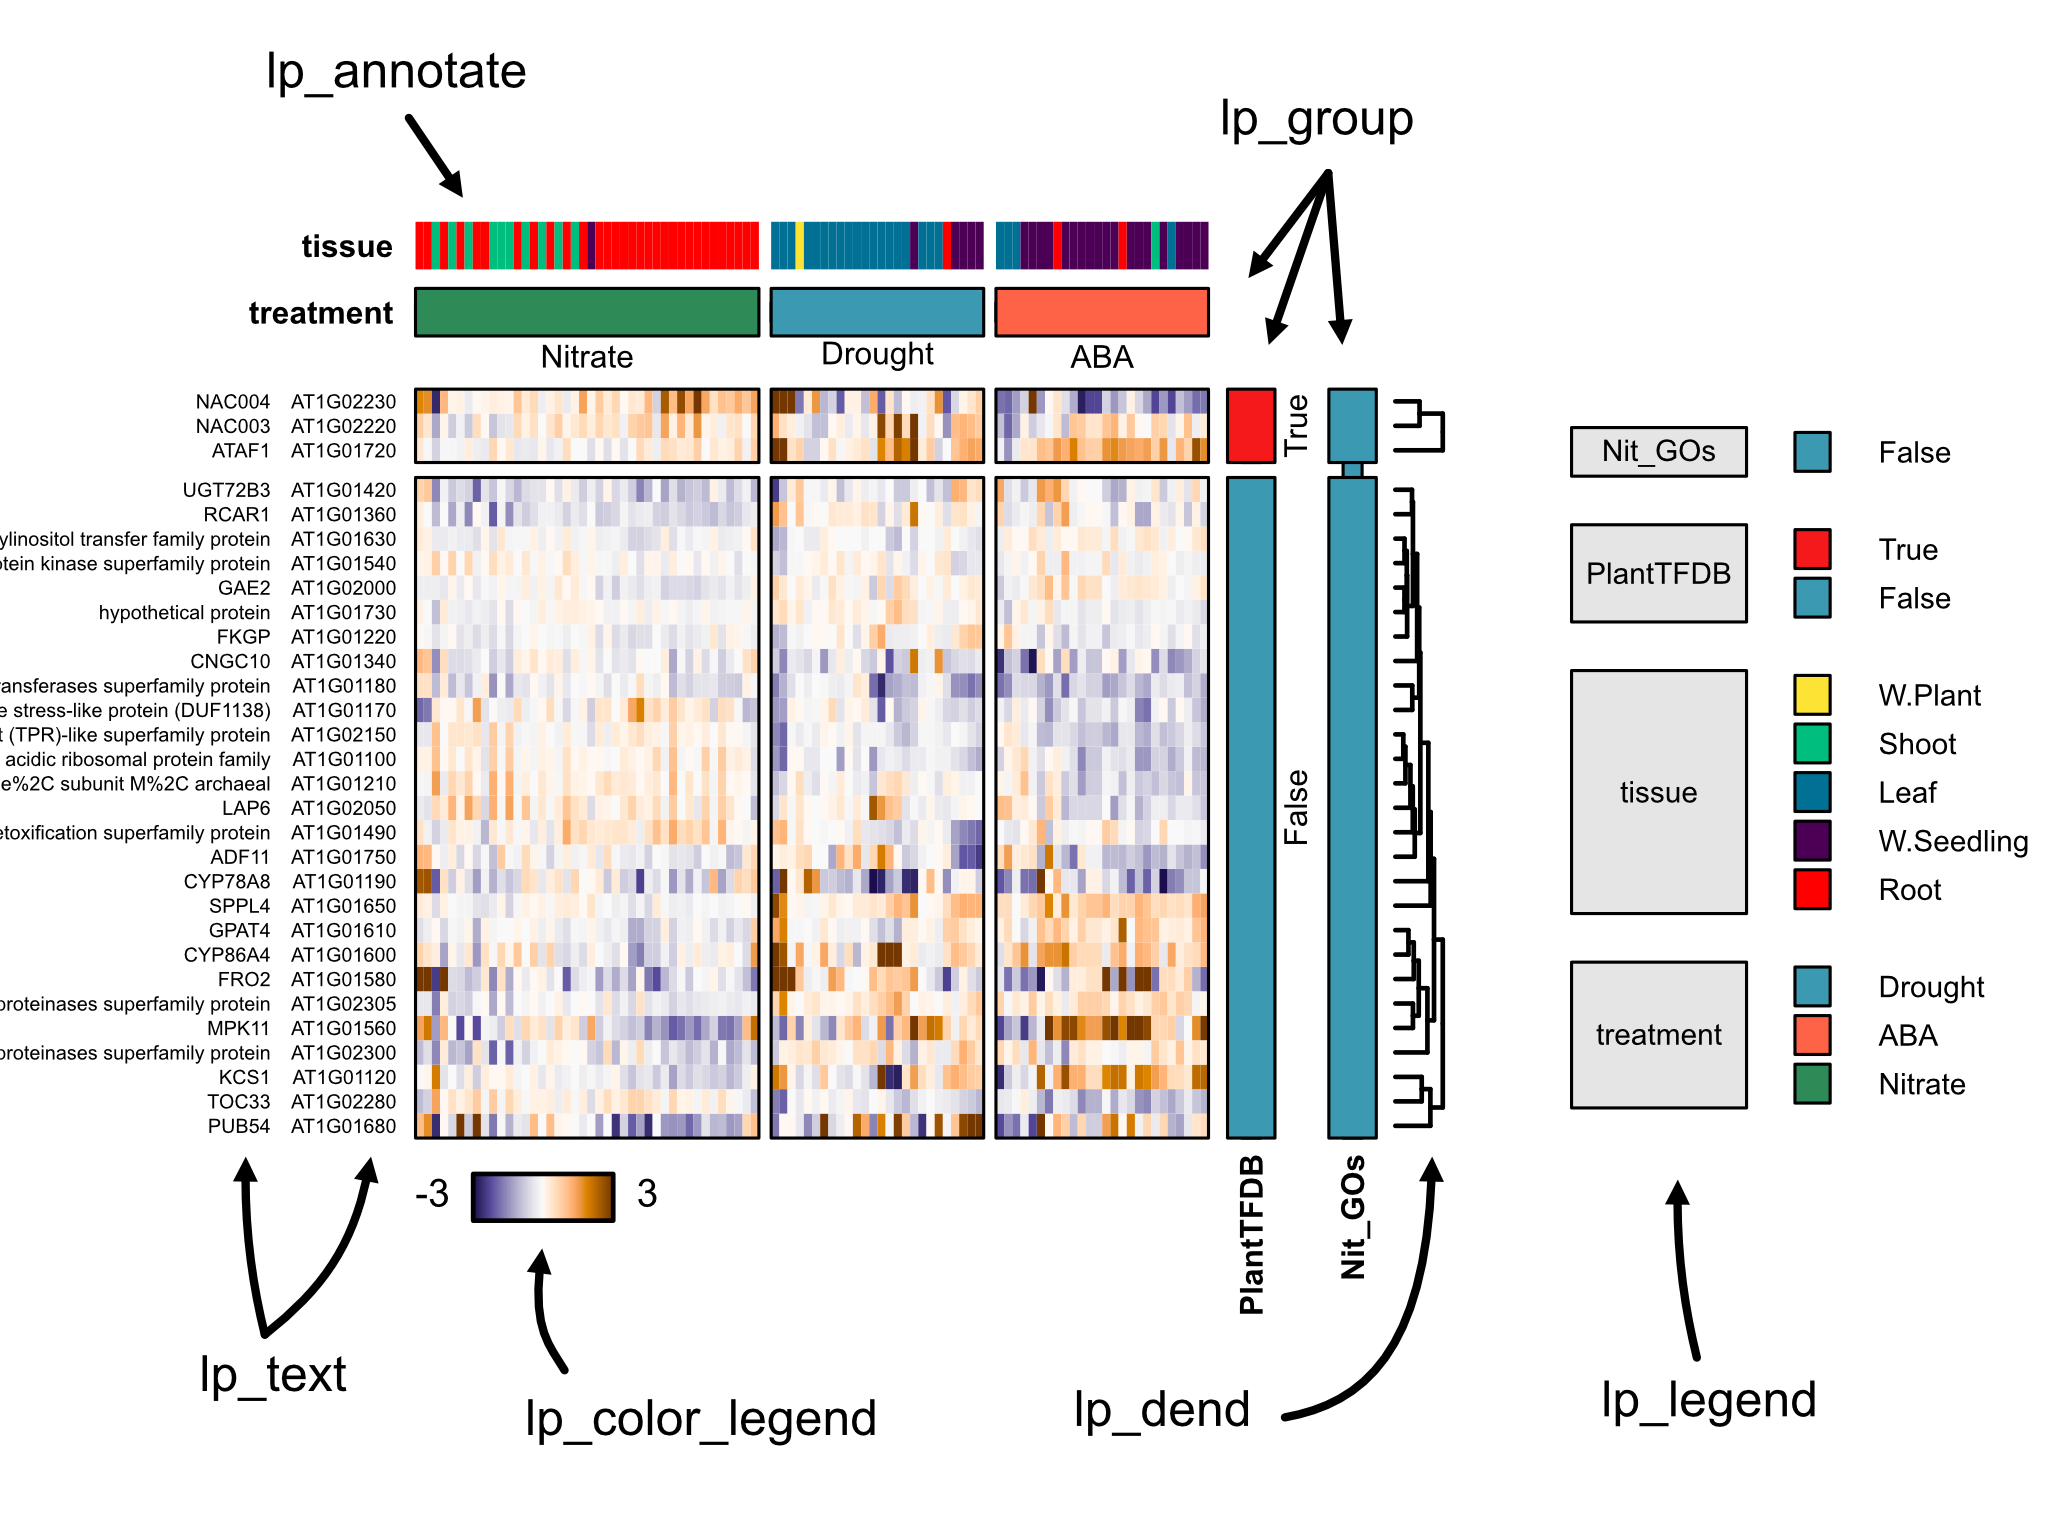 lp_annotate
lp_group
tissue
treatment
Nitrate Drought ABA
NAC004 AT1G02230
NAC003 AT1G02220
ATAF1 AT1G01720
True
UGT72B3 AT1G01420
RCAR1 AT1G01360
ylinositol transfer family protein AT1G01630
otein kinase superfamily protein AT1G01540
GAE2 AT1G02000
hypothetical protein AT1G01730
FKGP AT1G01220
CNGC10 AT1G01340
ransferases superfamily protein AT1G01180
e stress-like protein (DUF1138) AT1G01170
t (TPR)-like superfamily protein AT1G02150
acidic ribosomal protein family AT1G01100
e%2C subunit M%2C archaeal AT1G01210
LAP6 AT1G02050
etoxification superfamily protein AT1G01490
ADF11 AT1G01750
CYP78A8 AT1G01190
SPPL4 AT1G01650
GPAT4 AT1G01610
CYP86A4 AT1G01600
FRO2 AT1G01580
proteinases superfamily protein AT1G02305
MPK11 AT1G01560
proteinases superfamily protein AT1G02300
KCS1 AT1G01120
TOC33 AT1G02280
PUB54 AT1G01680
False
PlantTFDB
Nit_GOs
-3 3
Nit_GOs False
PlantTFDB
True
False
tissue
W.Plant
Shoot
Leaf
W.Seedling
Root
treatment
Drought
ABA
Nitrate
lp_text
lp_color_legend
lp_dend
lp_legend